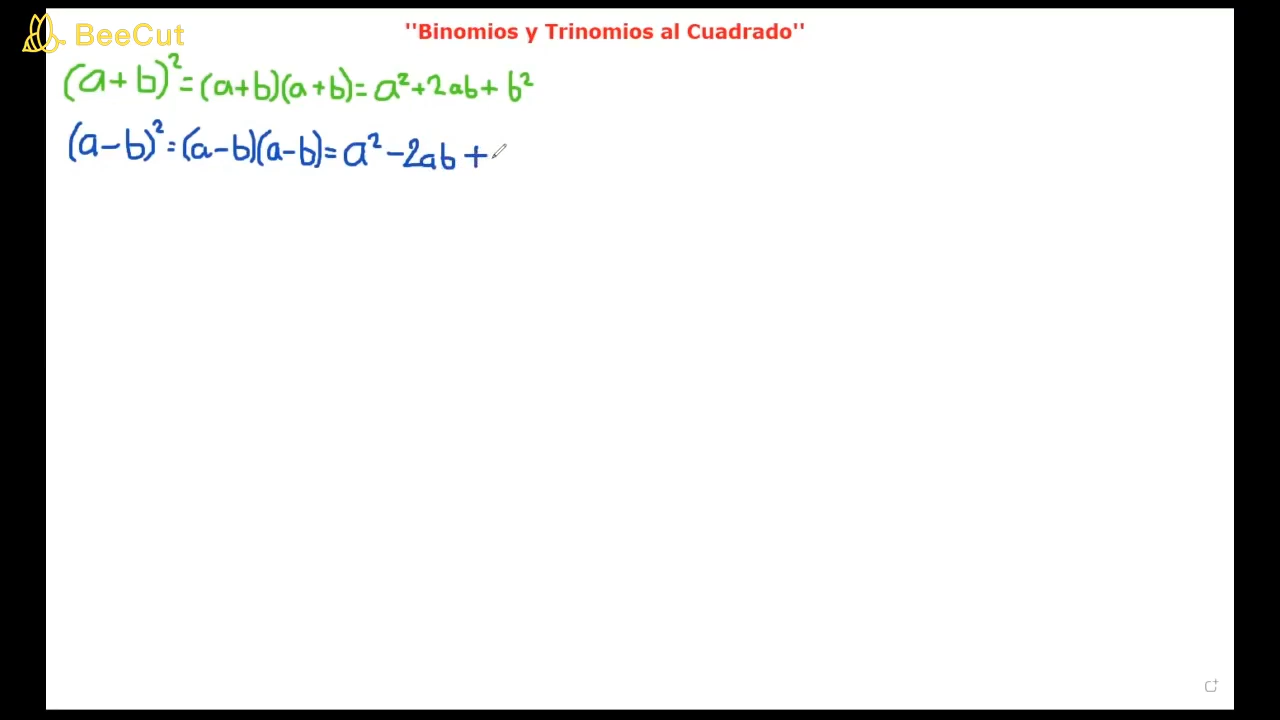 BeeCut
''Binomios y Trinomios al Cuadrado''
(a+b)²=(a+b)(a+b)=a²+2ab+b²
(a-b)²=(a-b)(a-b)=a²-2ab+